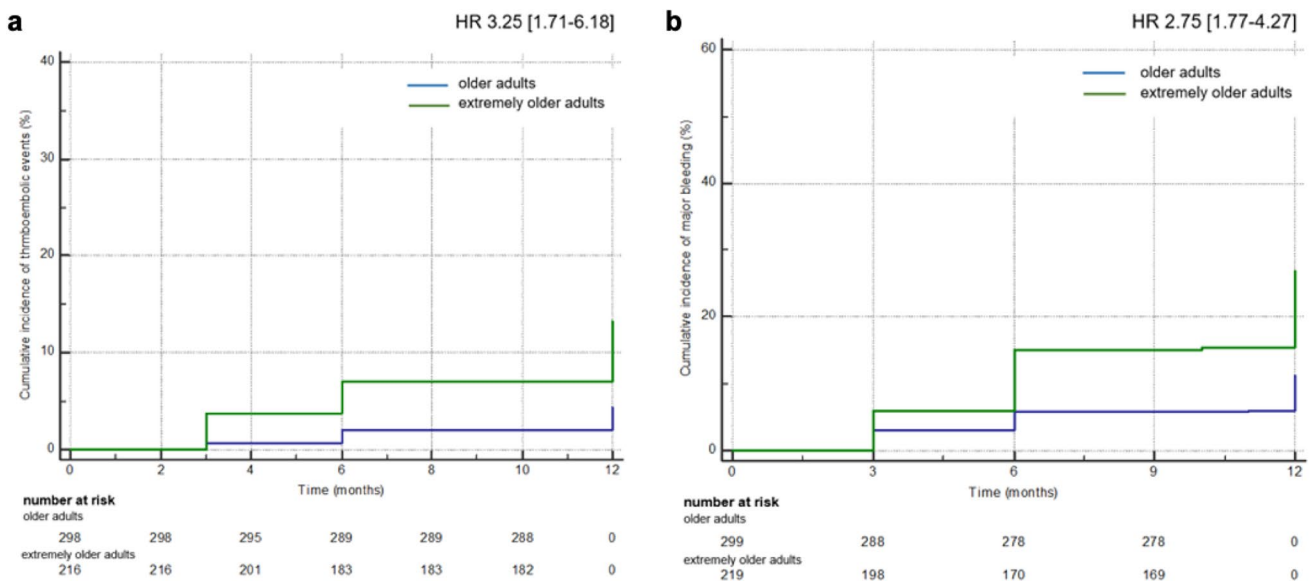 a
HR 3.25 [1.71-6.18]
Cumulative incidence of thrmboembolic events (%)
40
30
20
10
0
older adults
extremely older adults
0 2 4 6 8 10 12
Time (months)
number at risk
older adults
298 298 295 289 289 288 0
extremely older adults
216 216 201 183 183 182 0
b
HR 2.75 [1.77-4.27]
Cumulative incidence of major bleeding (%)
60
40
20
0
older adults
extremely older adults
0 3 6 9 12
Time (months)
number at risk
older adults
299 288 278 278 0
extremely older adults
219 198 170 169 0